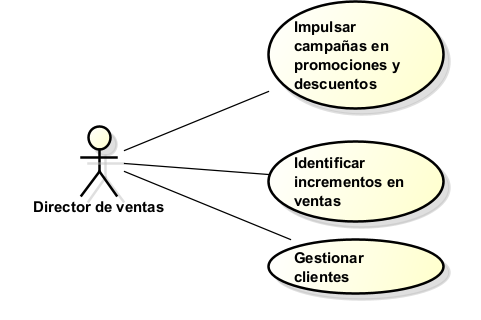 Impulsar
campañas en
promociones y
descuentos
Identificar
incrementos en
ventas
Director de ventas
Gestionar
clientes